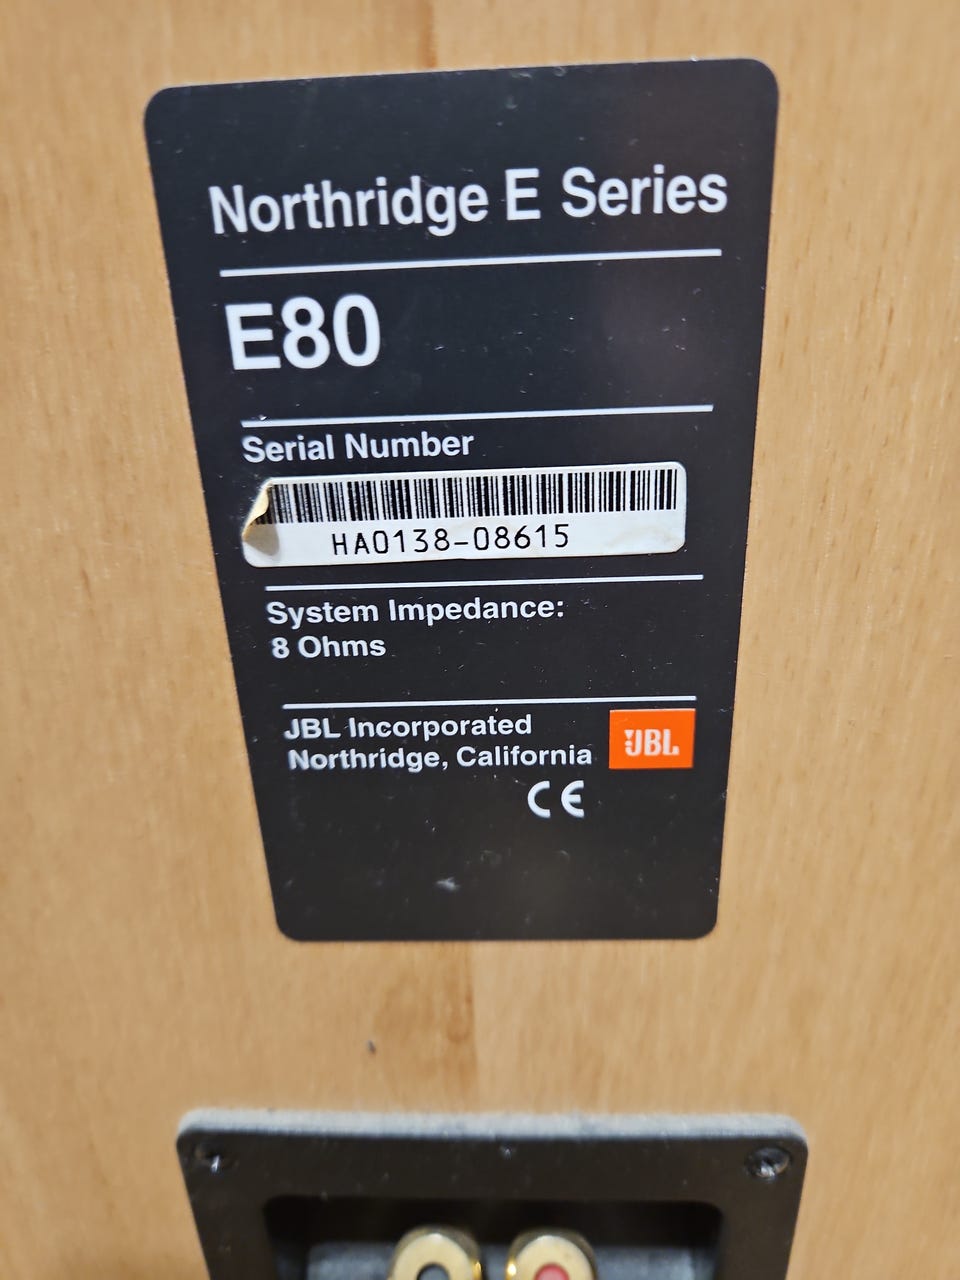 Northridge E Series
E80
Serial Number
HA0138-08615
System Impedance:
8 Ohms
JBL Incorporated
Northridge, California
JBL
CE